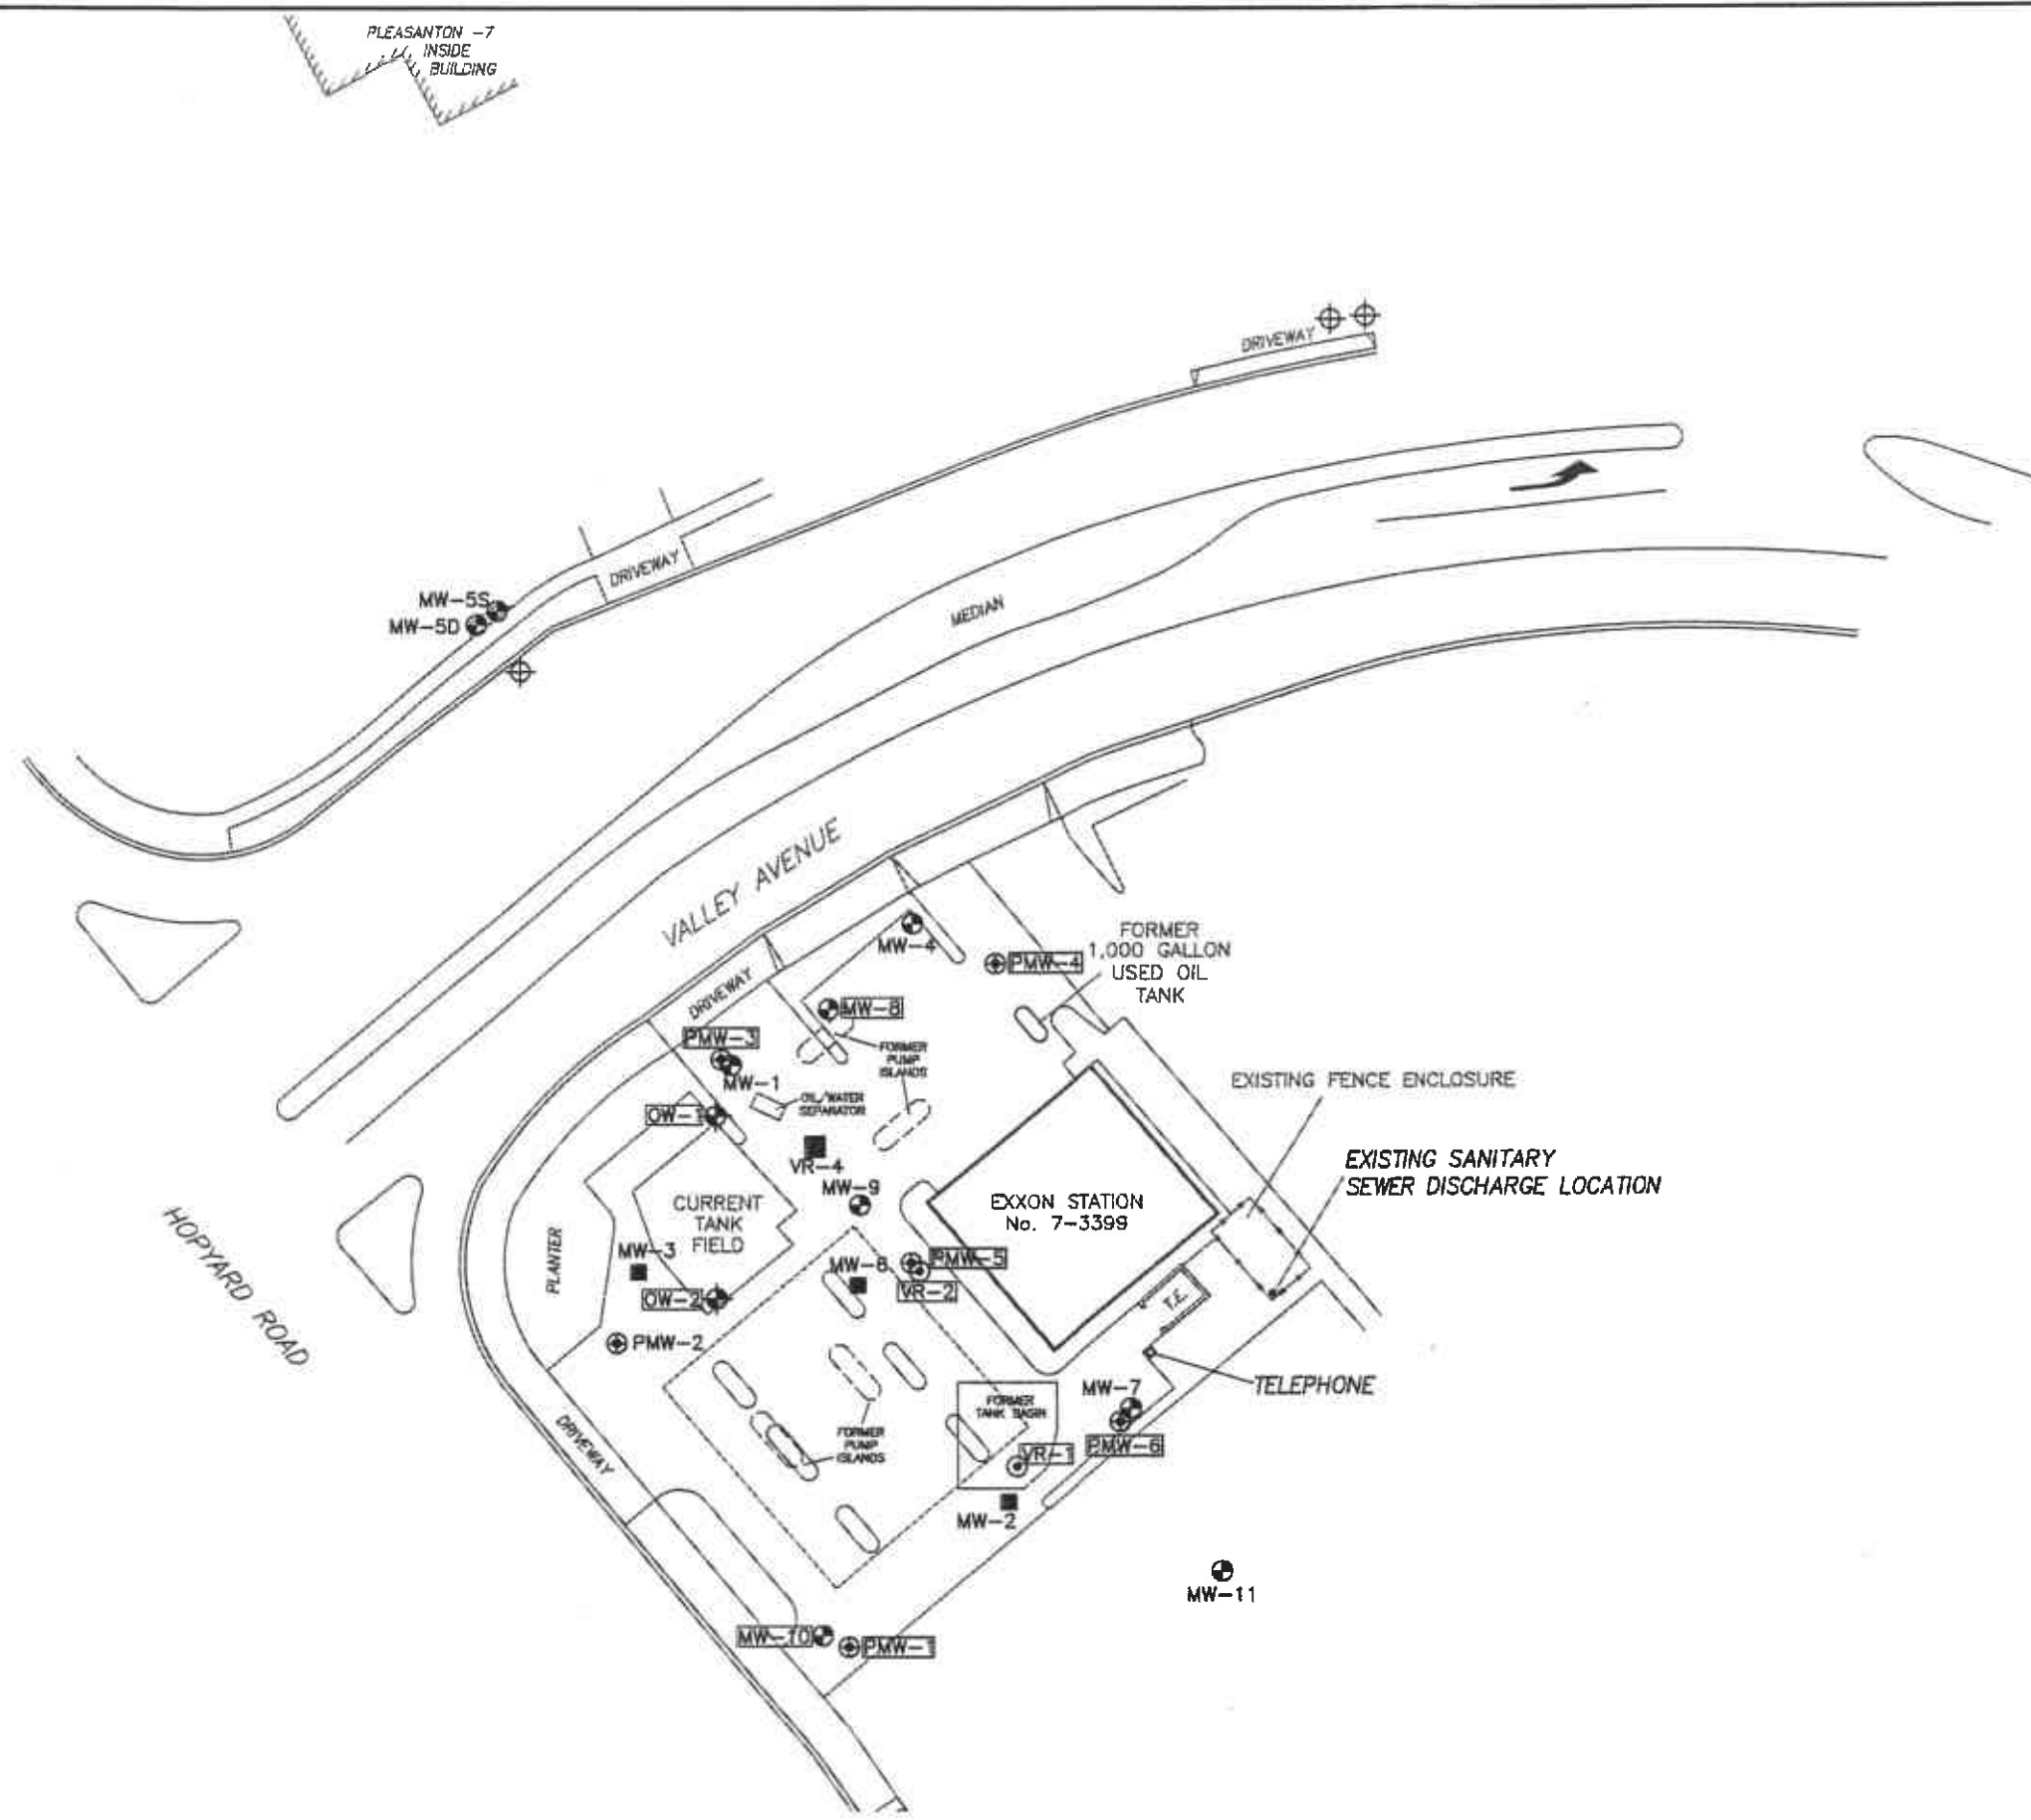 PLEASANTON -7
INSIDE
BUILDING
DRIVEWAY
DRIVEWAY
MW-5S
MW-5D
MEDIAN
VALLEY AVENUE
MW-4
PMW-4
FORMER
1,000 GALLON
USED OIL
TANK
DRIVEWAY
MW-8
PMW-3
FORMER
PUMP
ISLANDS
MW-1
OIL/WATER
SEPARATOR
OW-1
EXISTING FENCE ENCLOSURE
VR-4
EXISTING SANITARY
SEWER DISCHARGE LOCATION
MW-9
CURRENT
TANK
FIELD
EXXON STATION
No. 7-3399
HOPYARD ROAD
PLANTER
MW-3
MW-6
PMW-5
VR-2
OW-2
T.E.
PMW-2
TELEPHONE
MW-7
FORMER
TANK BASIN
DRIVEWAY
FORMER
PUMP
ISLANDS
PMW-6
VR-1
MW-2
MW-11
MW-10
PMW-1